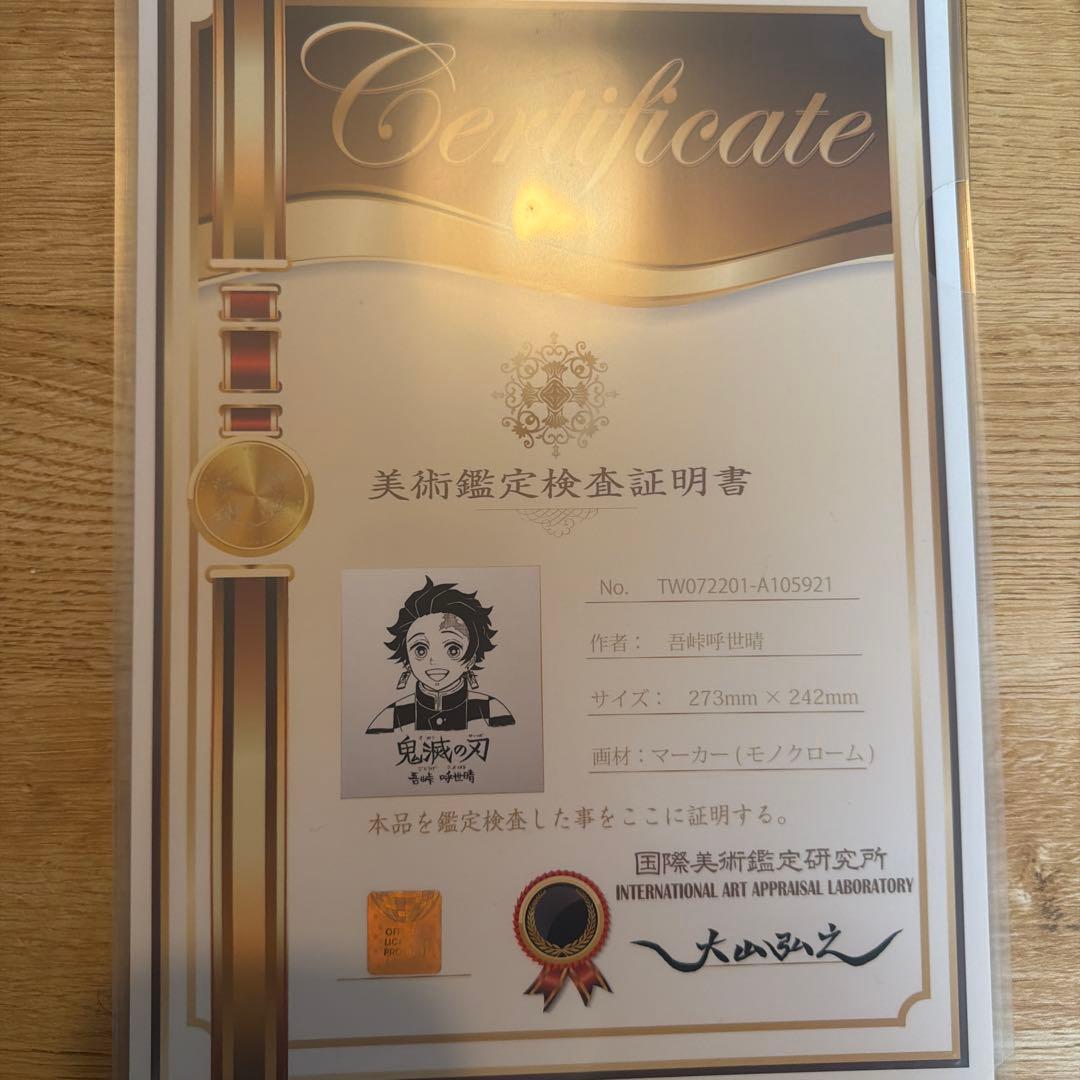 Certificate
美術鑑定検査証明書
No. TW072201-A105921
作者： 吾峠呼世晴
サイズ： 273mm × 242mm
画材：マーカー(モノクローム)
鬼滅の刃
吾峠 呼世晴
本品を鑑定検査した事をここに証明する。
国際美術鑑定研究所
INTERNATIONAL ART APPRAISAL LABORATORY
大山弘之